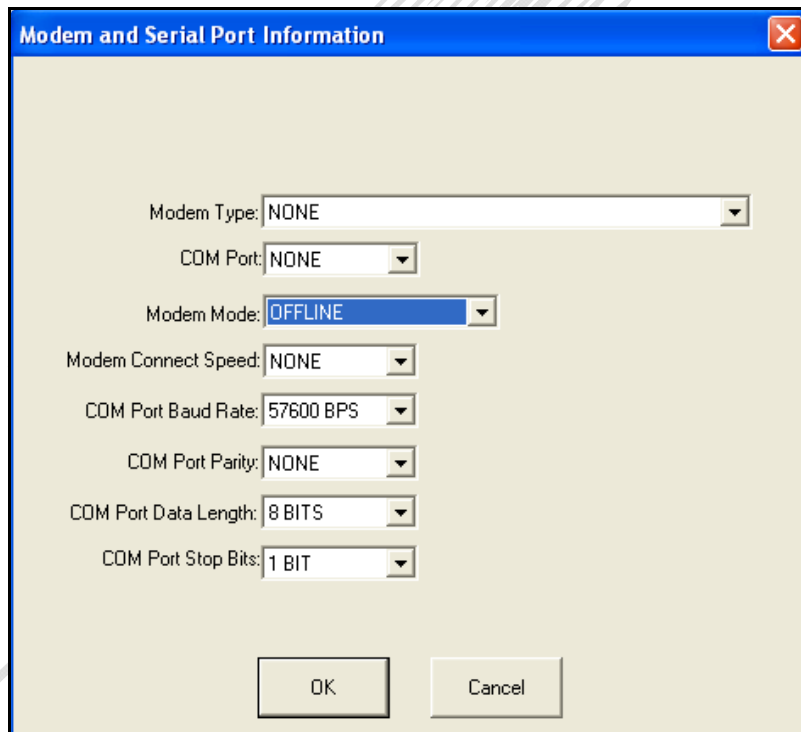 Modem and Serial Port Information
Modem Type: NONE
COM Port: NONE
Modem Mode: OFFLINE
Modem Connect Speed: NONE
COM Port Baud Rate: 57600 BPS
COM Port Parity: NONE
COM Port Data Length: 8 BITS
COM Port Stop Bits: 1 BIT
OK Cancel